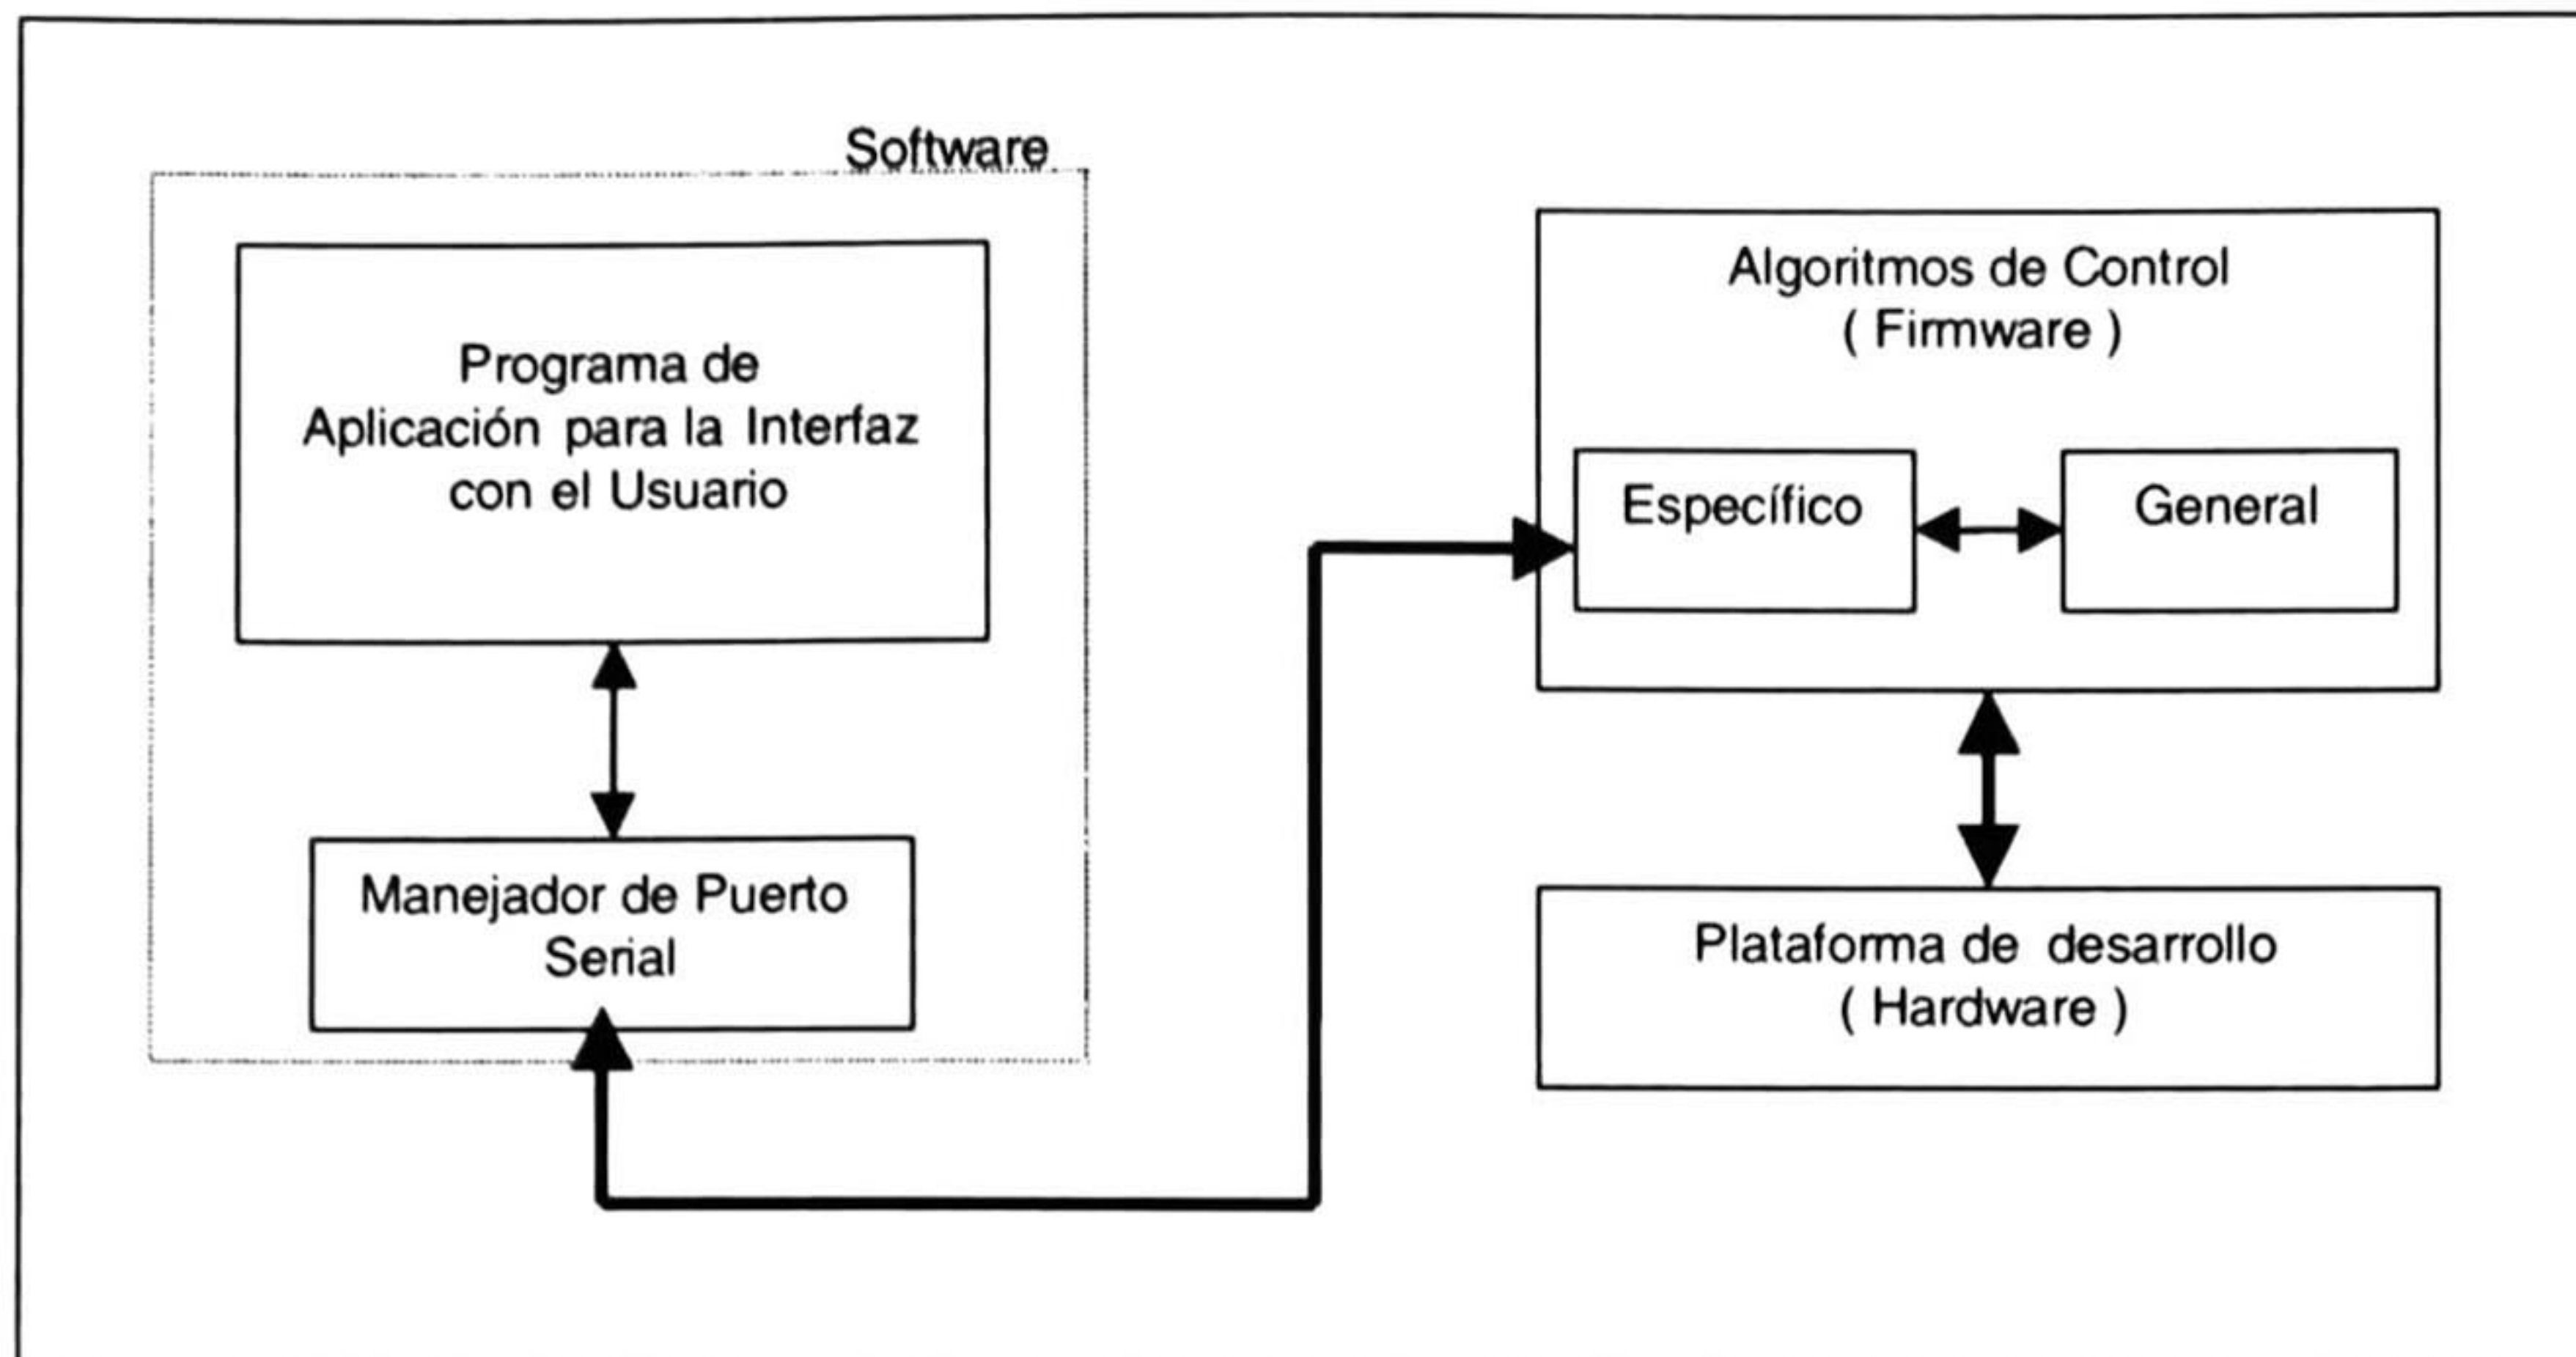 Software
Programa de
Aplicación para la Interfaz
con el Usuario
Manejador de Puerto
Serial
Algoritmos de Control
( Firmware )
Específico
General
Plataforma de desarrollo
( Hardware )